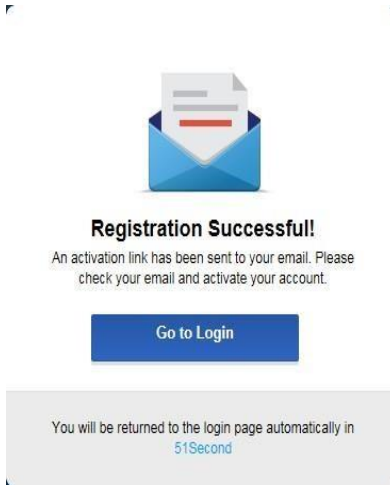 Registration Successful!
An activation link has been sent to your email. Please
check your email and activate your account.
Go to Login
You will be returned to the login page automatically in
51Second